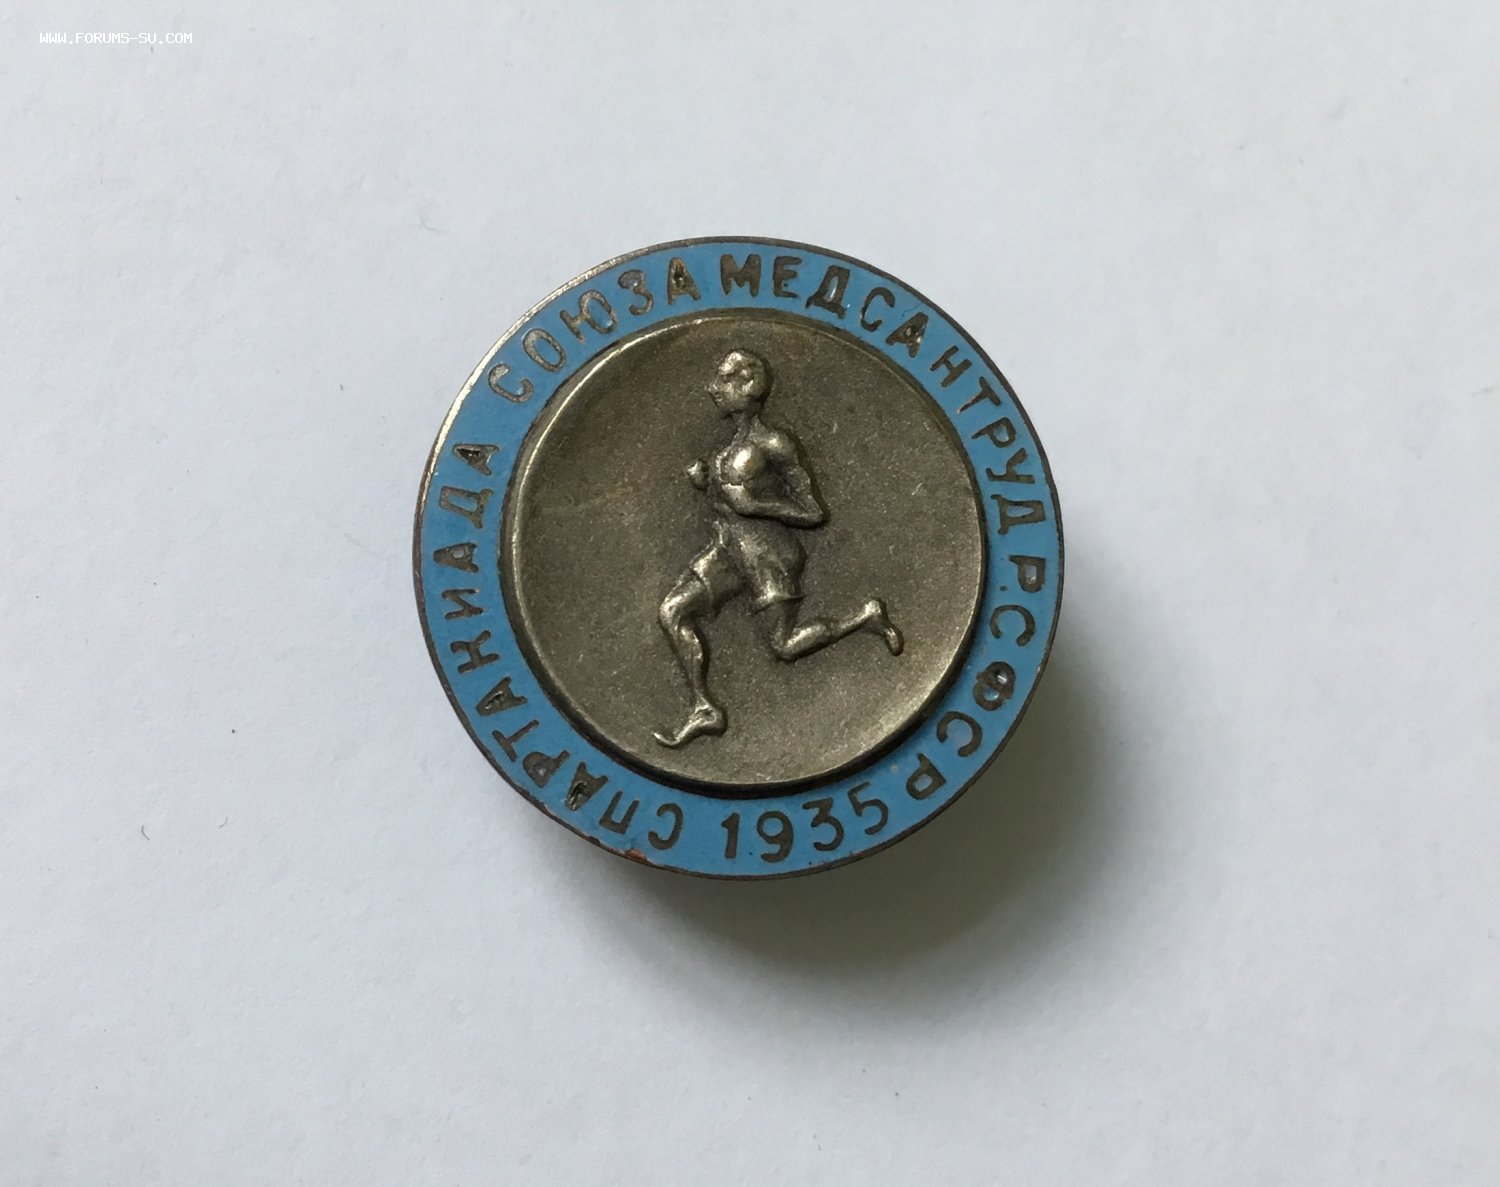 WWW.FORUMS-SU.COM
СПАРТАКИАДА СОЮЗА МЕДСАНТРУД Р.С.Ф.С.Р
1935